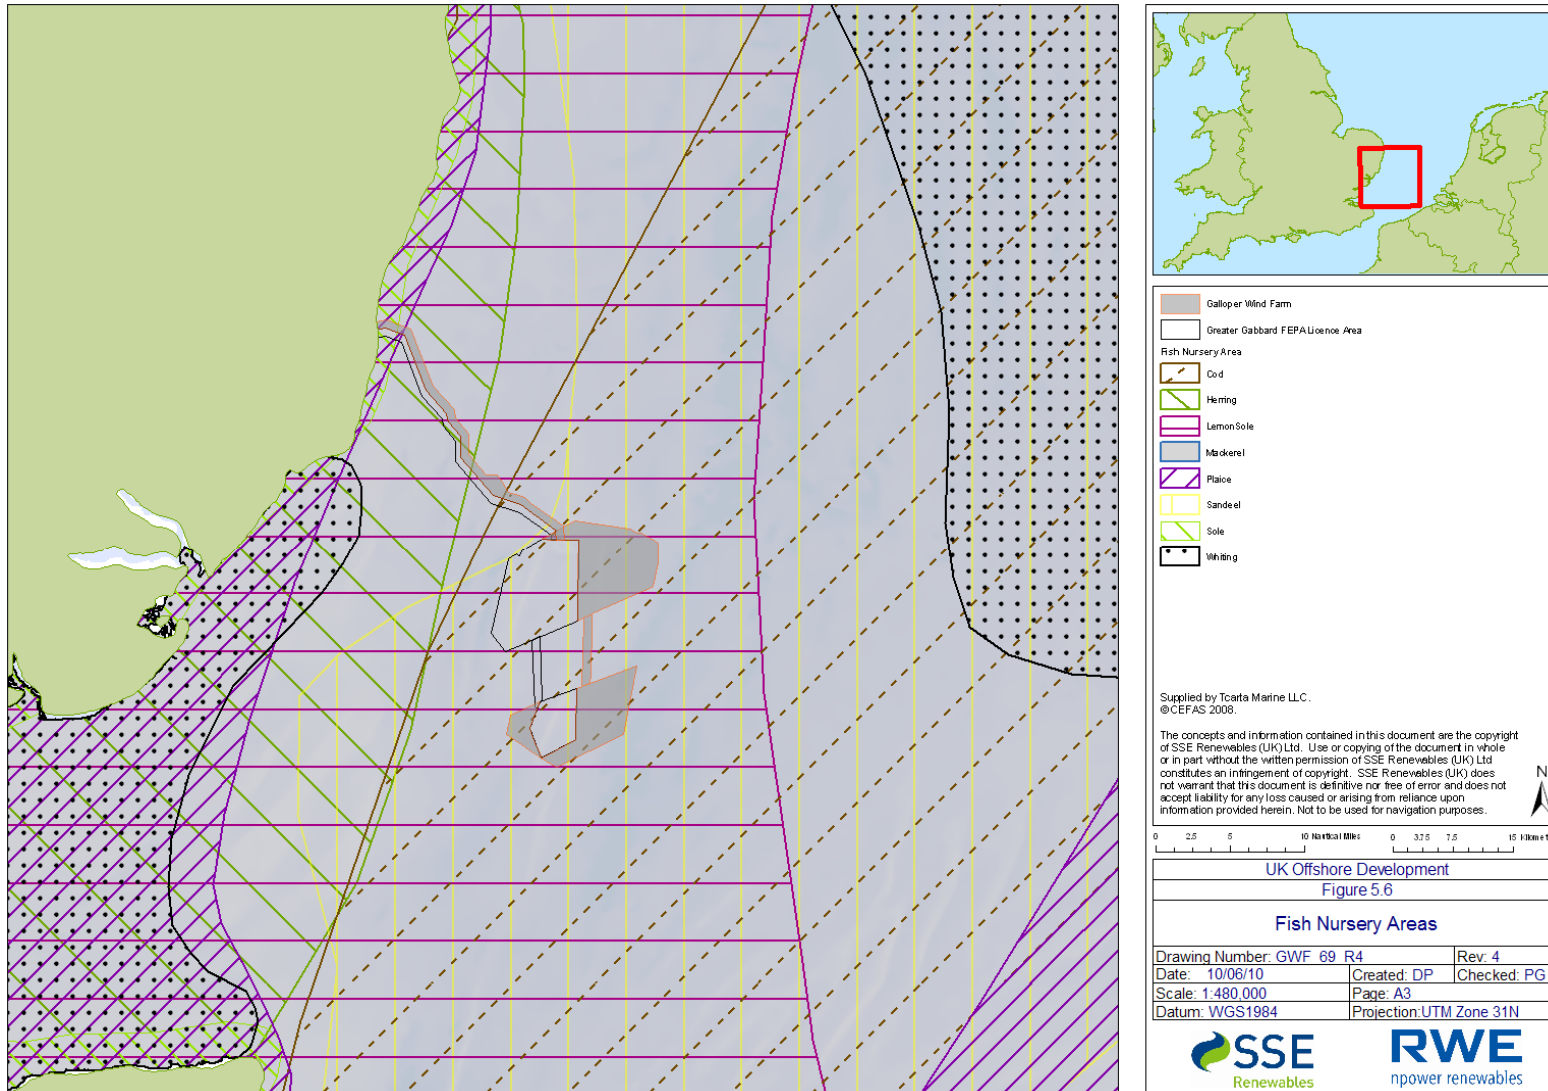 Galloper Wind Farm
Greater Gabbard FEPA Licence Area
Fish Nursery Area
Cod
Herring
Lemon Sole
Mackerel
Plaice
Sandeel
Sole
Whiting
Supplied by Tcarta Marine LLC.
©CEFAS 2008.
The concepts and information contained in this document are the copyright
of SSE Renewables (UK) Ltd. Use or copying of the document in whole
or in part without the written permission of SSE Renewables (UK) Ltd
constitutes an infringement of copyright. SSE Renewables (UK) does
not warrant that this document is definitive nor free of error and does not
accept liability for any loss caused or arising from reliance upon
information provided herein. Not to be used for navigation purposes.
N
0 2.5 5 10 Nautical Miles 0 3.75 7.5 15 Kilomet
UK Offshore Development
Figure 5.6
Fish Nursery Areas
Drawing Number: GWF_69_R4 Rev: 4
Date: 10/06/10 Created: DP Checked: PG
Scale: 1:480,000 Page: A3
Datum: WGS1984 Projection:UTM Zone 31N
SSE
Renewables
RWE
npower renewables